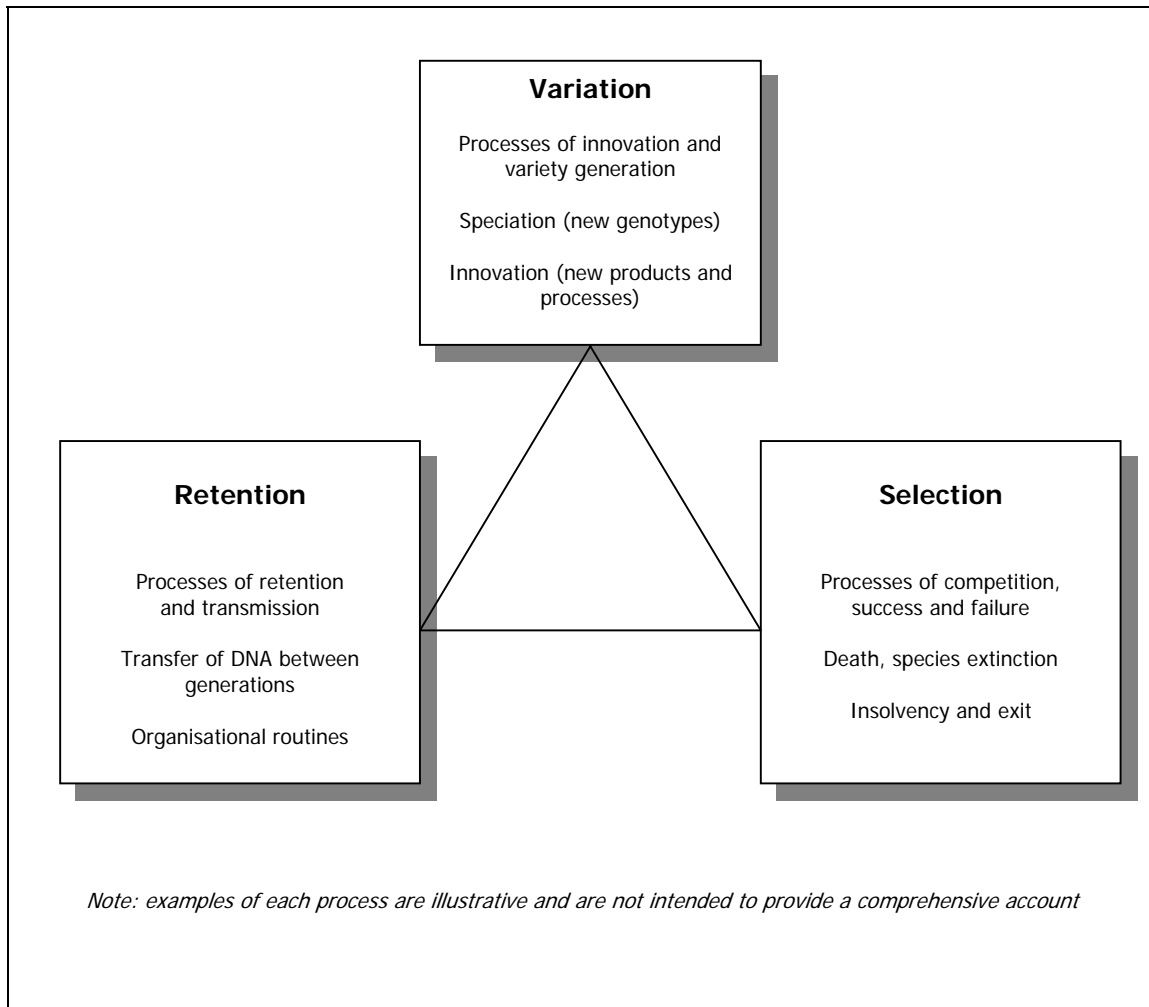 Variation
Processes of innovation and
variety generation
Speciation (new genotypes)
Innovation (new products and
processes)
Retention
Processes of retention
and transmission
Transfer of DNA between
generations
Organisational routines
Selection
Processes of competition,
success and failure
Death, species extinction
Insolvency and exit
Note: examples of each process are illustrative and are not intended to provide a comprehensive account